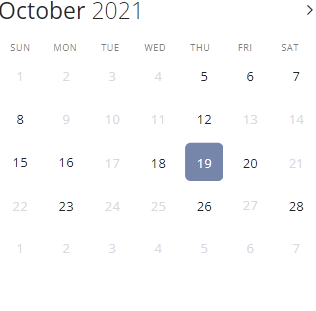 October 2021
SUN MON TUE WED THU FRI SAT
1 2 3 4 5 6 7
8 9 10 11 12 13 14
15 16 17 18 19 20 21
22 23 24 25 26 27 28
1 2 3 4 5 6 7